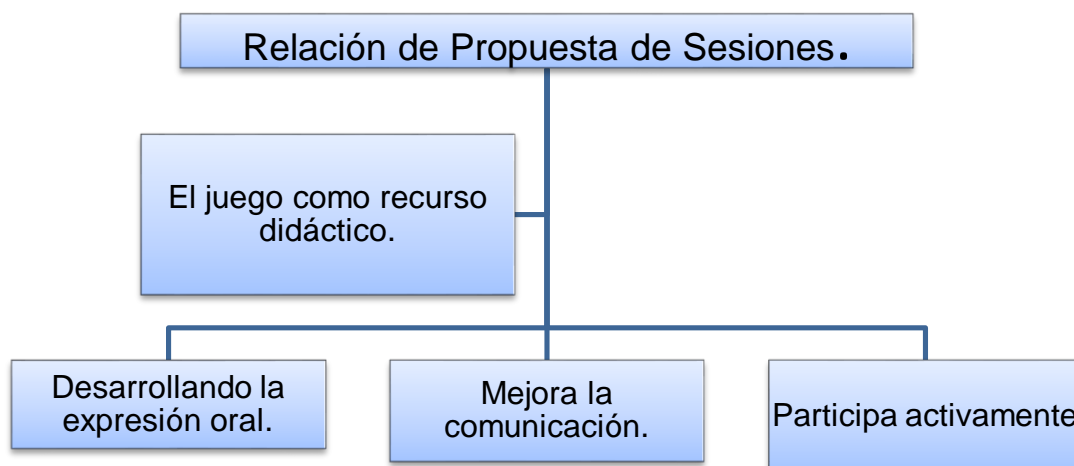 Relación de Propuesta de Sesiones.
El juego como recurso
didáctico.
Desarrollando la
expresión oral.
Mejora la
comunicación.
Participa activamente